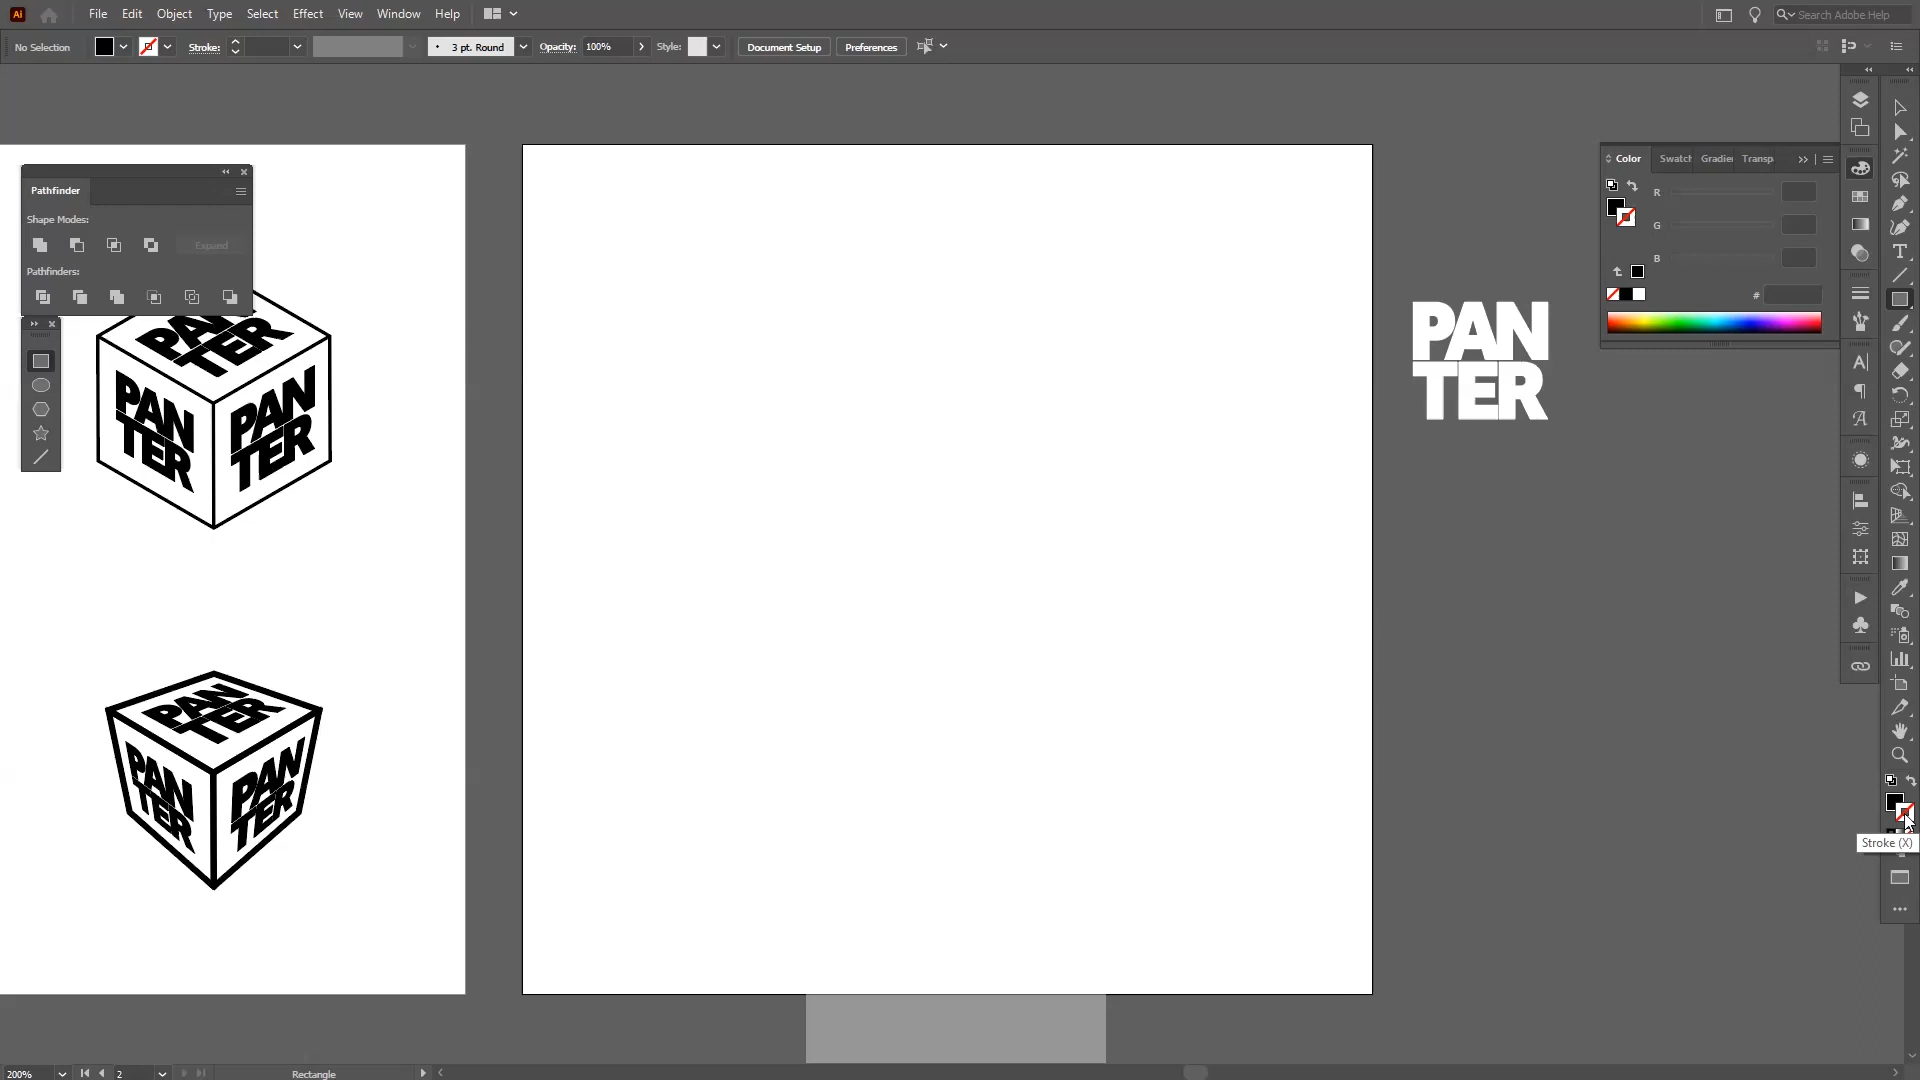 Ai File Edit Object Type Select Effect View Window Help Search Adobe Help
No Selection Stroke: 3 pt. Round Opacity: 100% Style: Document Setup Preferences
Pathfinder
Shape Modes:
Expand
Pathfinders:
PAN
TER
PAN
TER
PAN
TER
PAN
TER
PAN
TER
PAN
TER
PAN
TER
Color Swatch Gradie Transp
R
G
B
#
Stroke (X)
200% 2 Rectangle